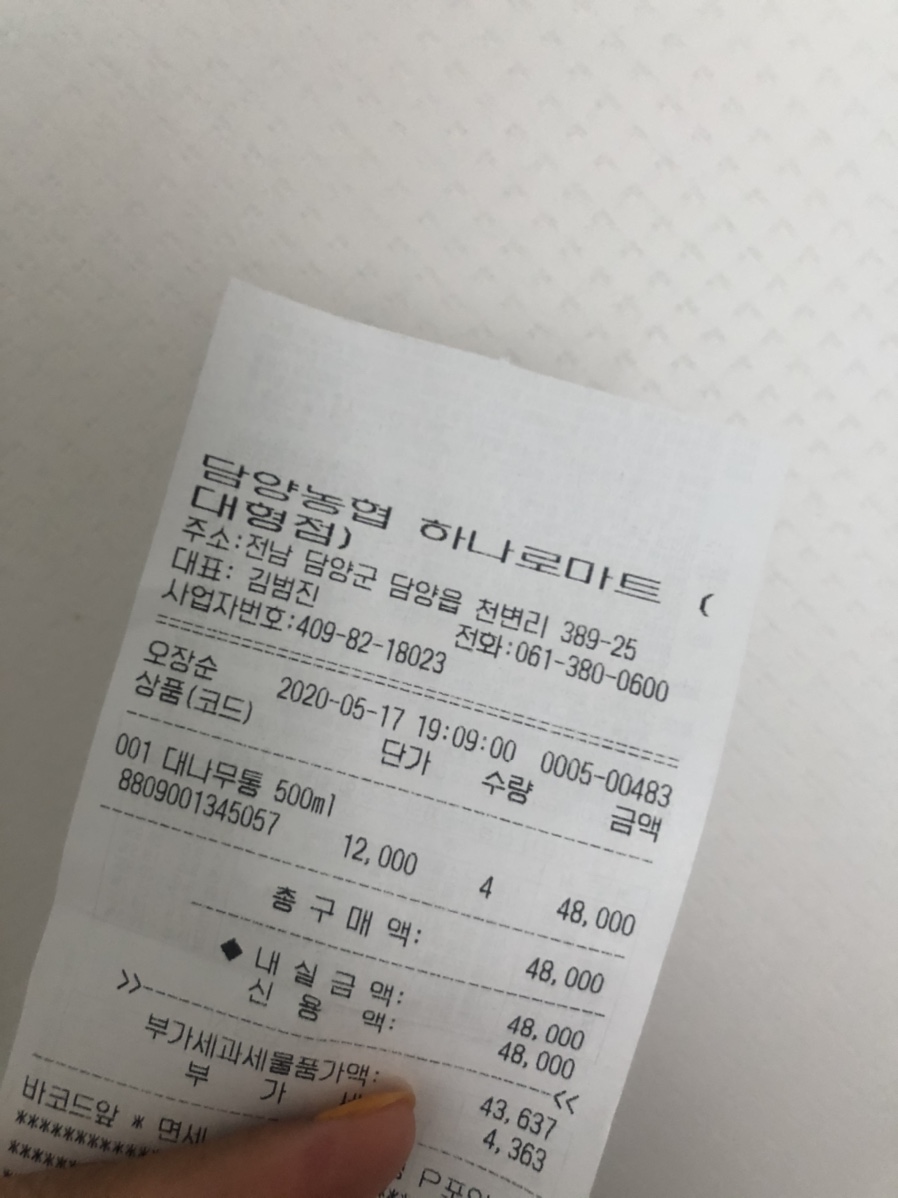 담양농협 하나로마트 (
대형점)
주소:전남 담양군 담양읍 천변리 389-25
대표: 김범진 전화:061-380-0600
사업자번호:409-82-18023
================================
오장순 2020-05-17 19:09:00 0005-00483
상품(코드) 단가 수량 금액
001 대나무통 500ml
8809001345057 12,000 4 48,000
총 구 매 액: 48,000
◆ 내 실 금 액: 48,000
신 용 액: 48,000
>>--------------------------------<<
부가세과세물품가액: 43,637
부 가 세 4,363
바코드앞 * 면세